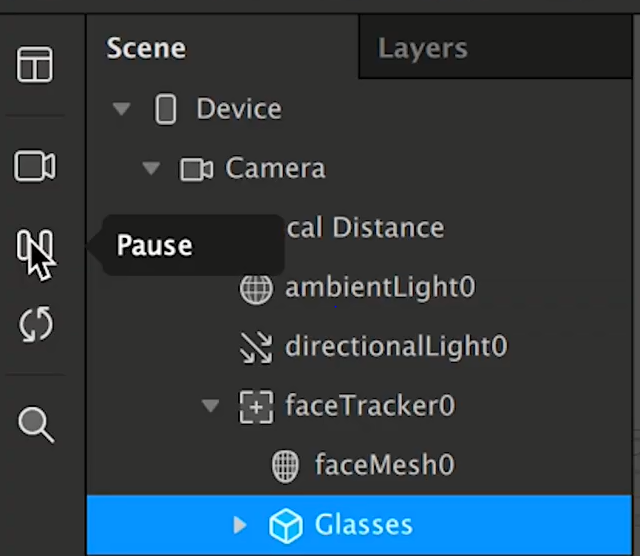 Scene
Layers
Device
Camera
Pause
cal Distance
ambientLight0
directionalLight0
faceTracker0
faceMesh0
Glasses